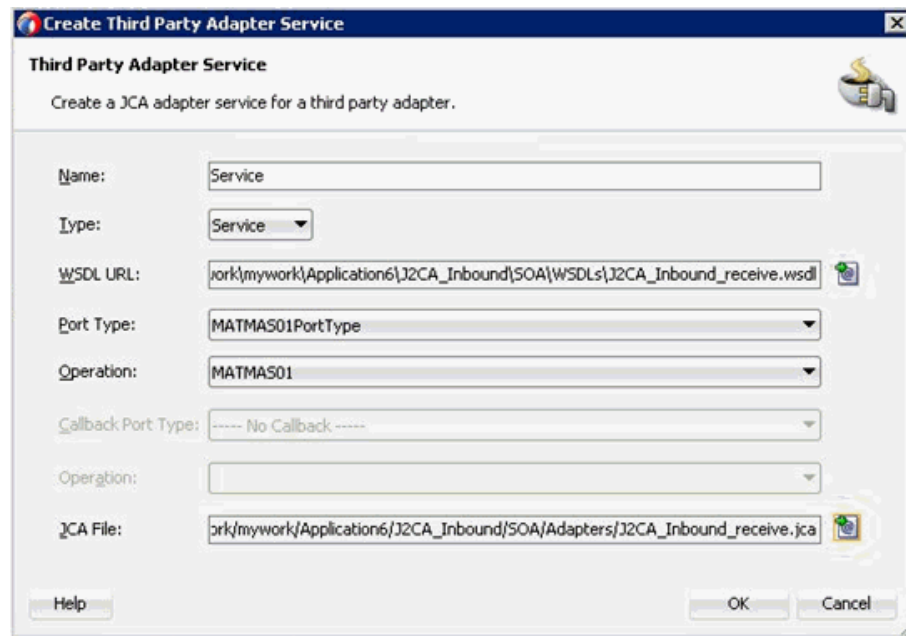 Create Third Party Adapter Service
Third Party Adapter Service
Create a JCA adapter service for a third party adapter.
Name: Service
Type: Service
WSDL URL: ork\mywork\Application6\J2CA_Inbound\SOA\WSDLs\J2CA_Inbound_receive.wsdl
Port Type: MATMAS01PortType
Operation: MATMAS01
Callback Port Type: ----- No Callback -----
Operation:
JCA File: ork/mywork/Application6/J2CA_Inbound/SOA/Adapters/J2CA_Inbound_receive.jca
Help OK Cancel